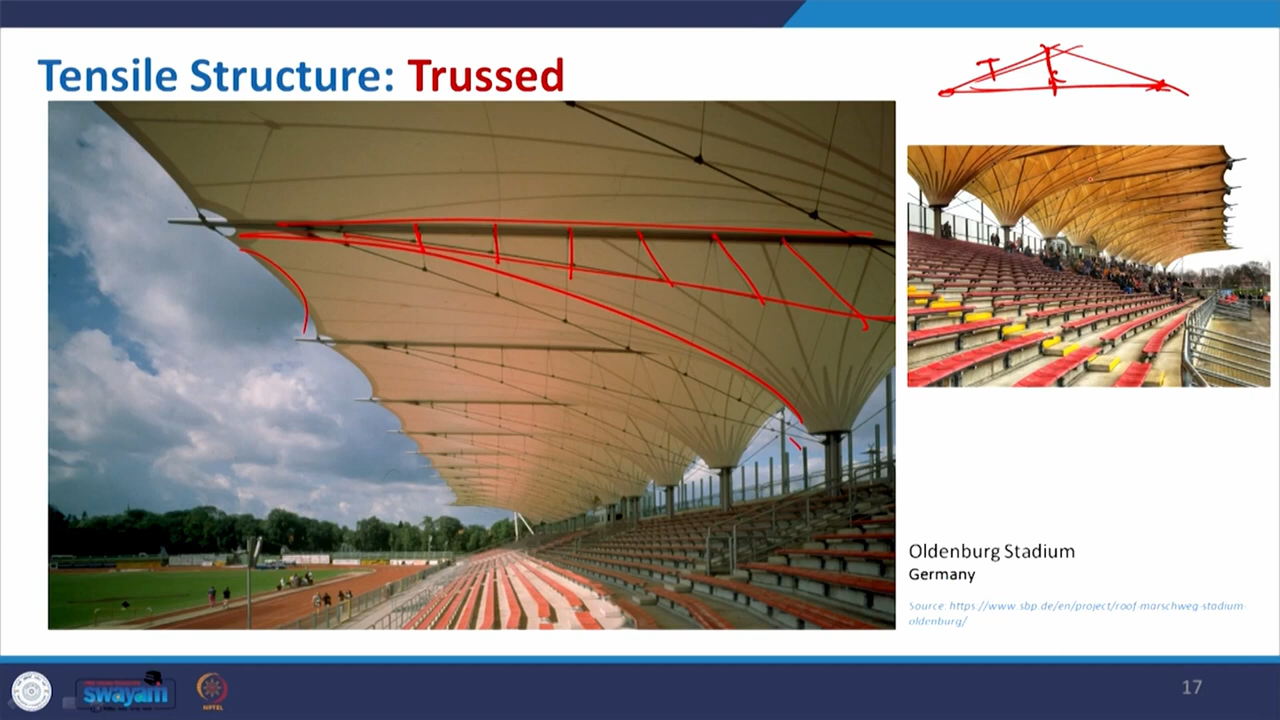 Tensile Structure: Trussed
T
Oldenburg Stadium
Germany
Source: https://www.sbp.de/en/project/roof-marschweg-stadium-
oldenburg/
swayam
NPTEL
17